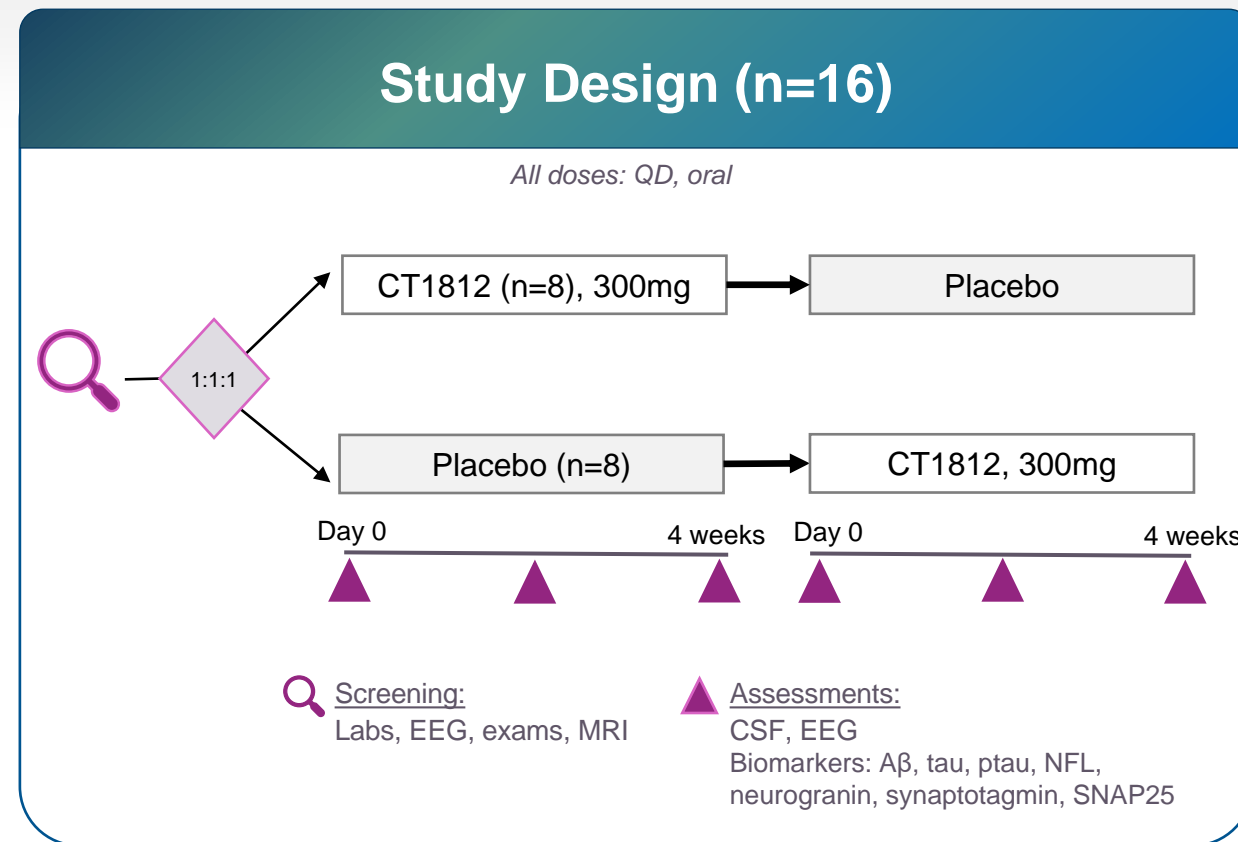 Study Design (n=16)
All doses: QD, oral
CT1812 (n=8), 300mg
Placebo
1:1:1
Placebo (n=8)
CT1812, 300mg
Day 0
4 weeks
Day 0
4 weeks
Screening:
Labs, EEG, exams, MRI
Assessments:
CSF, EEG
Biomarkers: Aβ, tau, ptau, NFL,
neurogranin, synaptotagmin, SNAP25